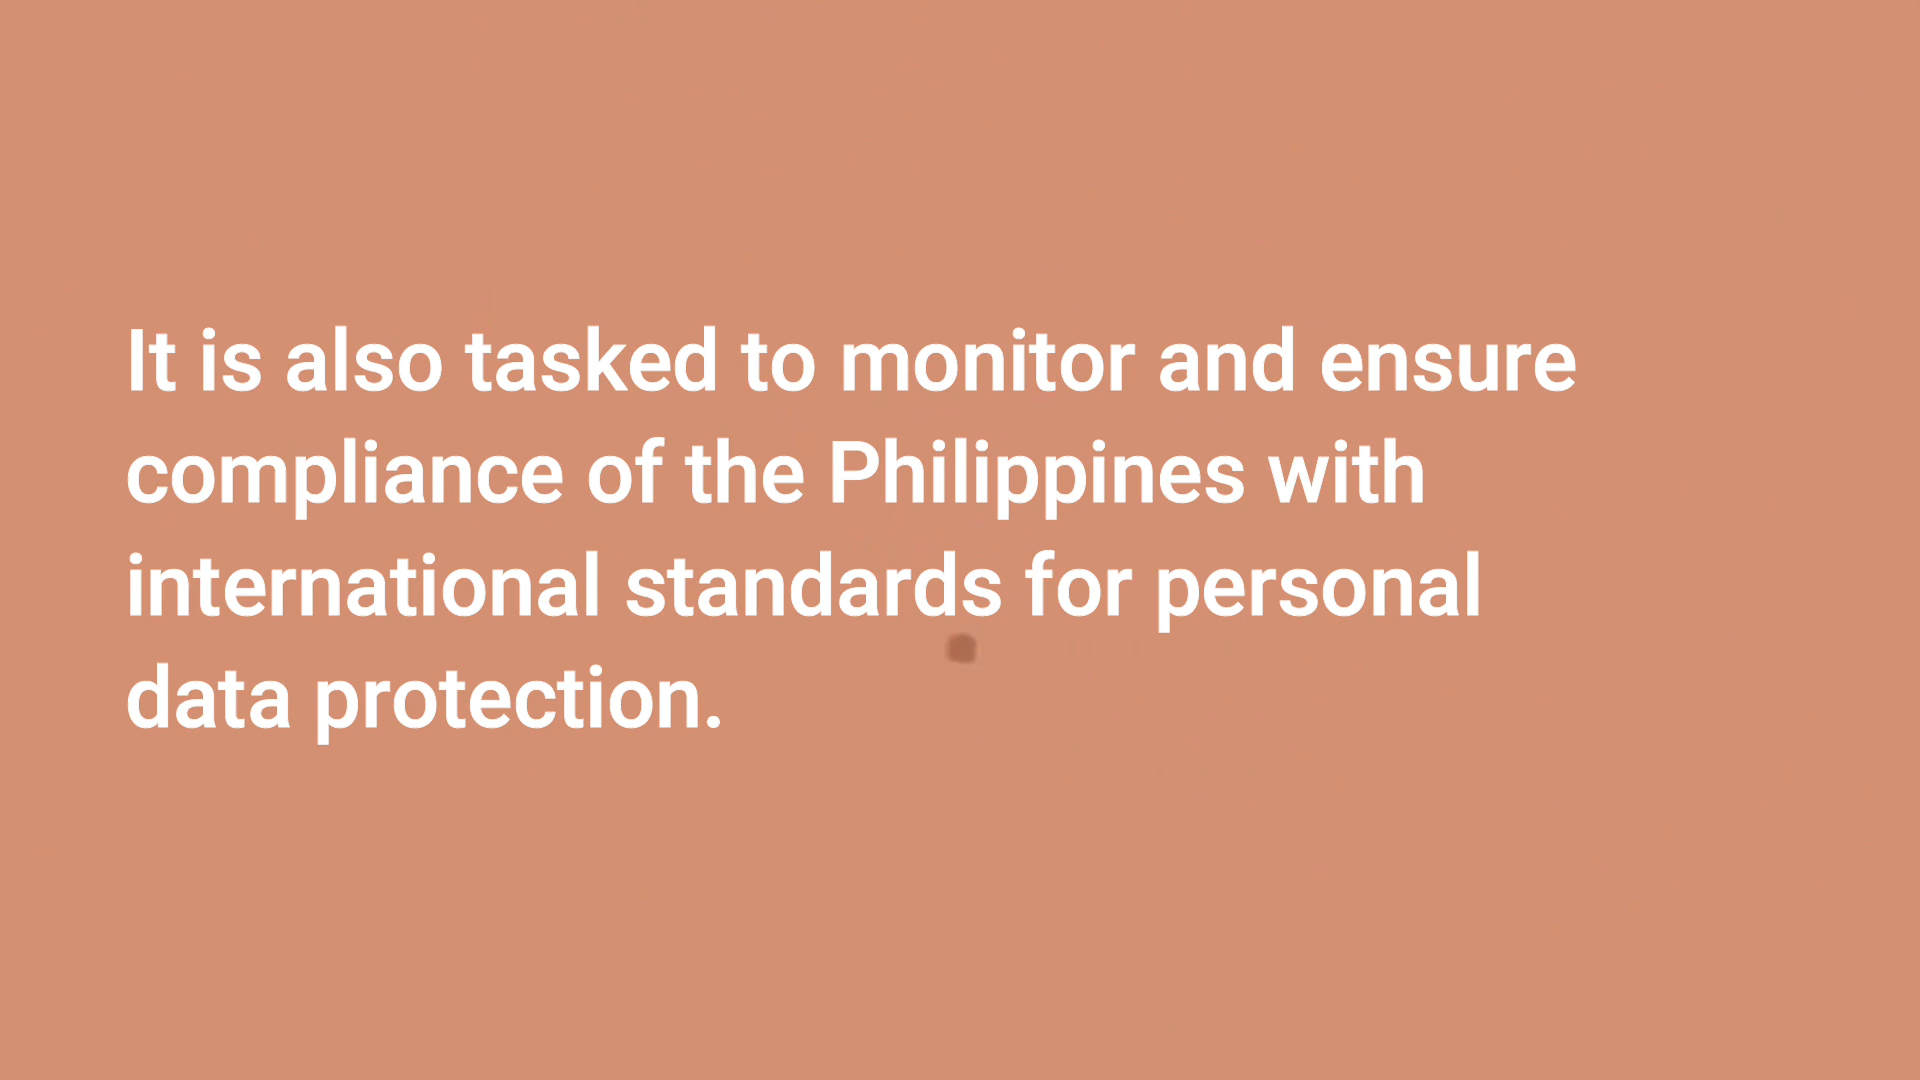 It is also tasked to monitor and ensure
compliance of the Philippines with
international standards for personal
data protection.